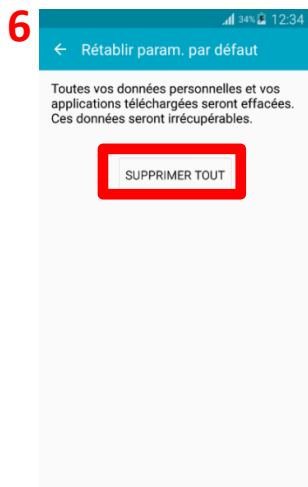 6
34% 12:34
Rétablir param. par défaut
Toutes vos données personnelles et vos
applications téléchargées seront effacées.
Ces données seront irrécupérables.
SUPPRIMER TOUT